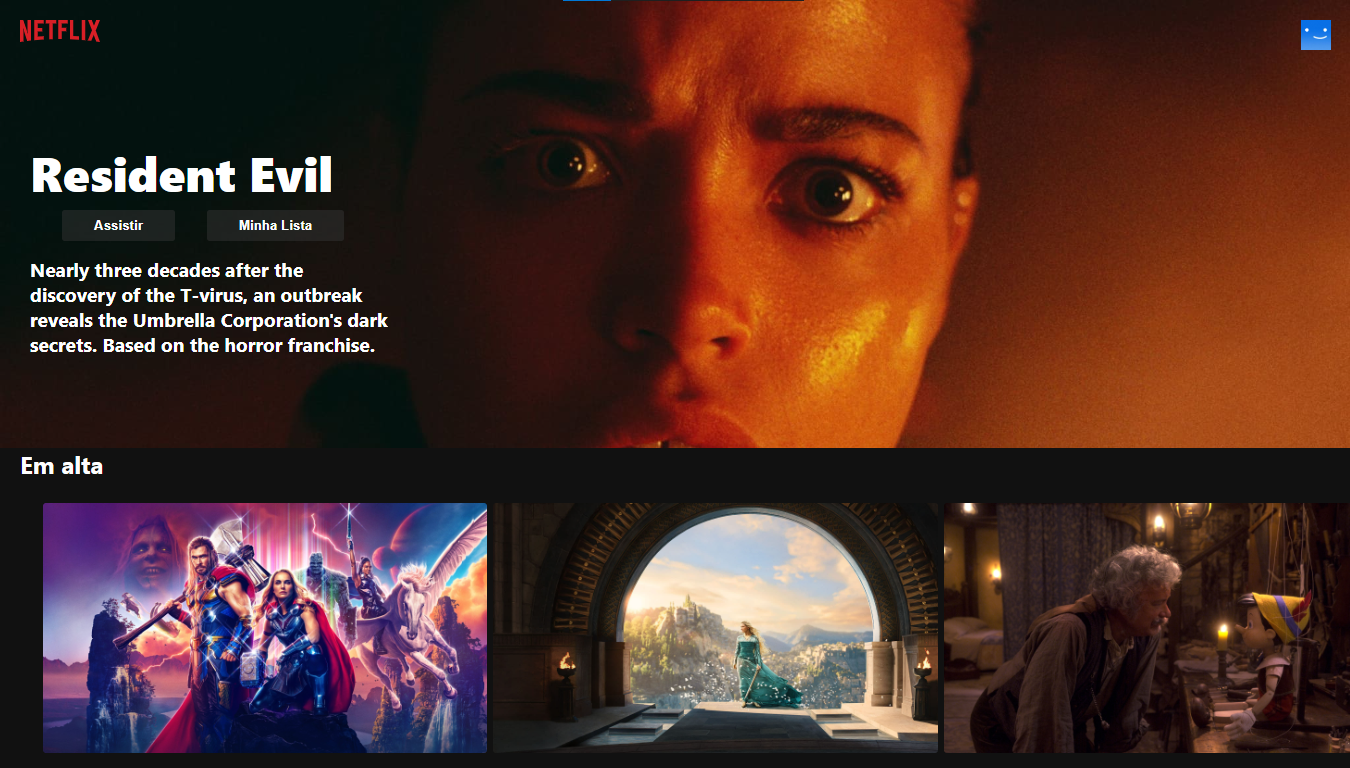 NETFLIX
Resident Evil
Assistir
Minha Lista
Nearly three decades after the
discovery of the T-virus, an outbreak
reveals the Umbrella Corporation's dark
secrets. Based on the horror franchise.
Em alta